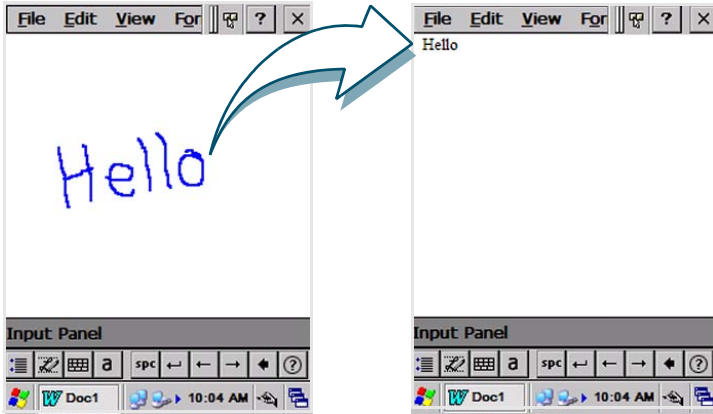 File Edit View For ?
Hello
Input Panel
a spc ?
Doc1 10:04 AM
File Edit View For ?
Hello
Input Panel
a spc ?
Doc1 10:04 AM